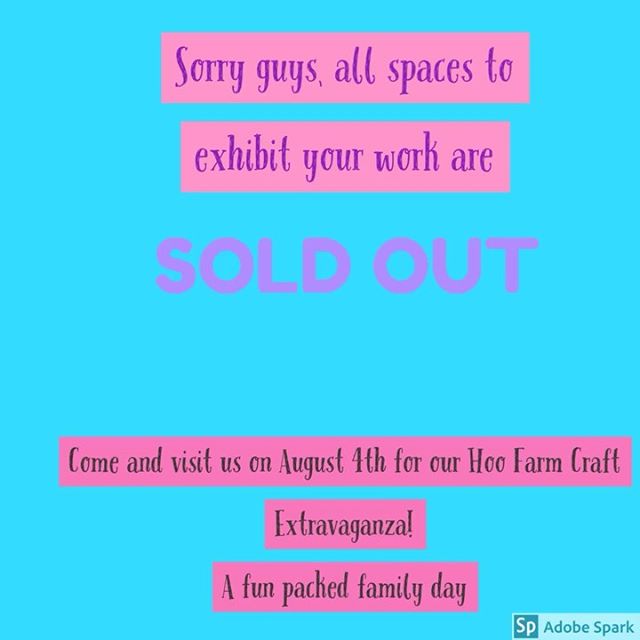 Sorry guys, all spaces to
exhibit your work are
SOLD OUT
Come and visit us on August 4th for our Hoo Farm Craft
Extravaganza!
A fun packed family day
Sp Adobe Spark